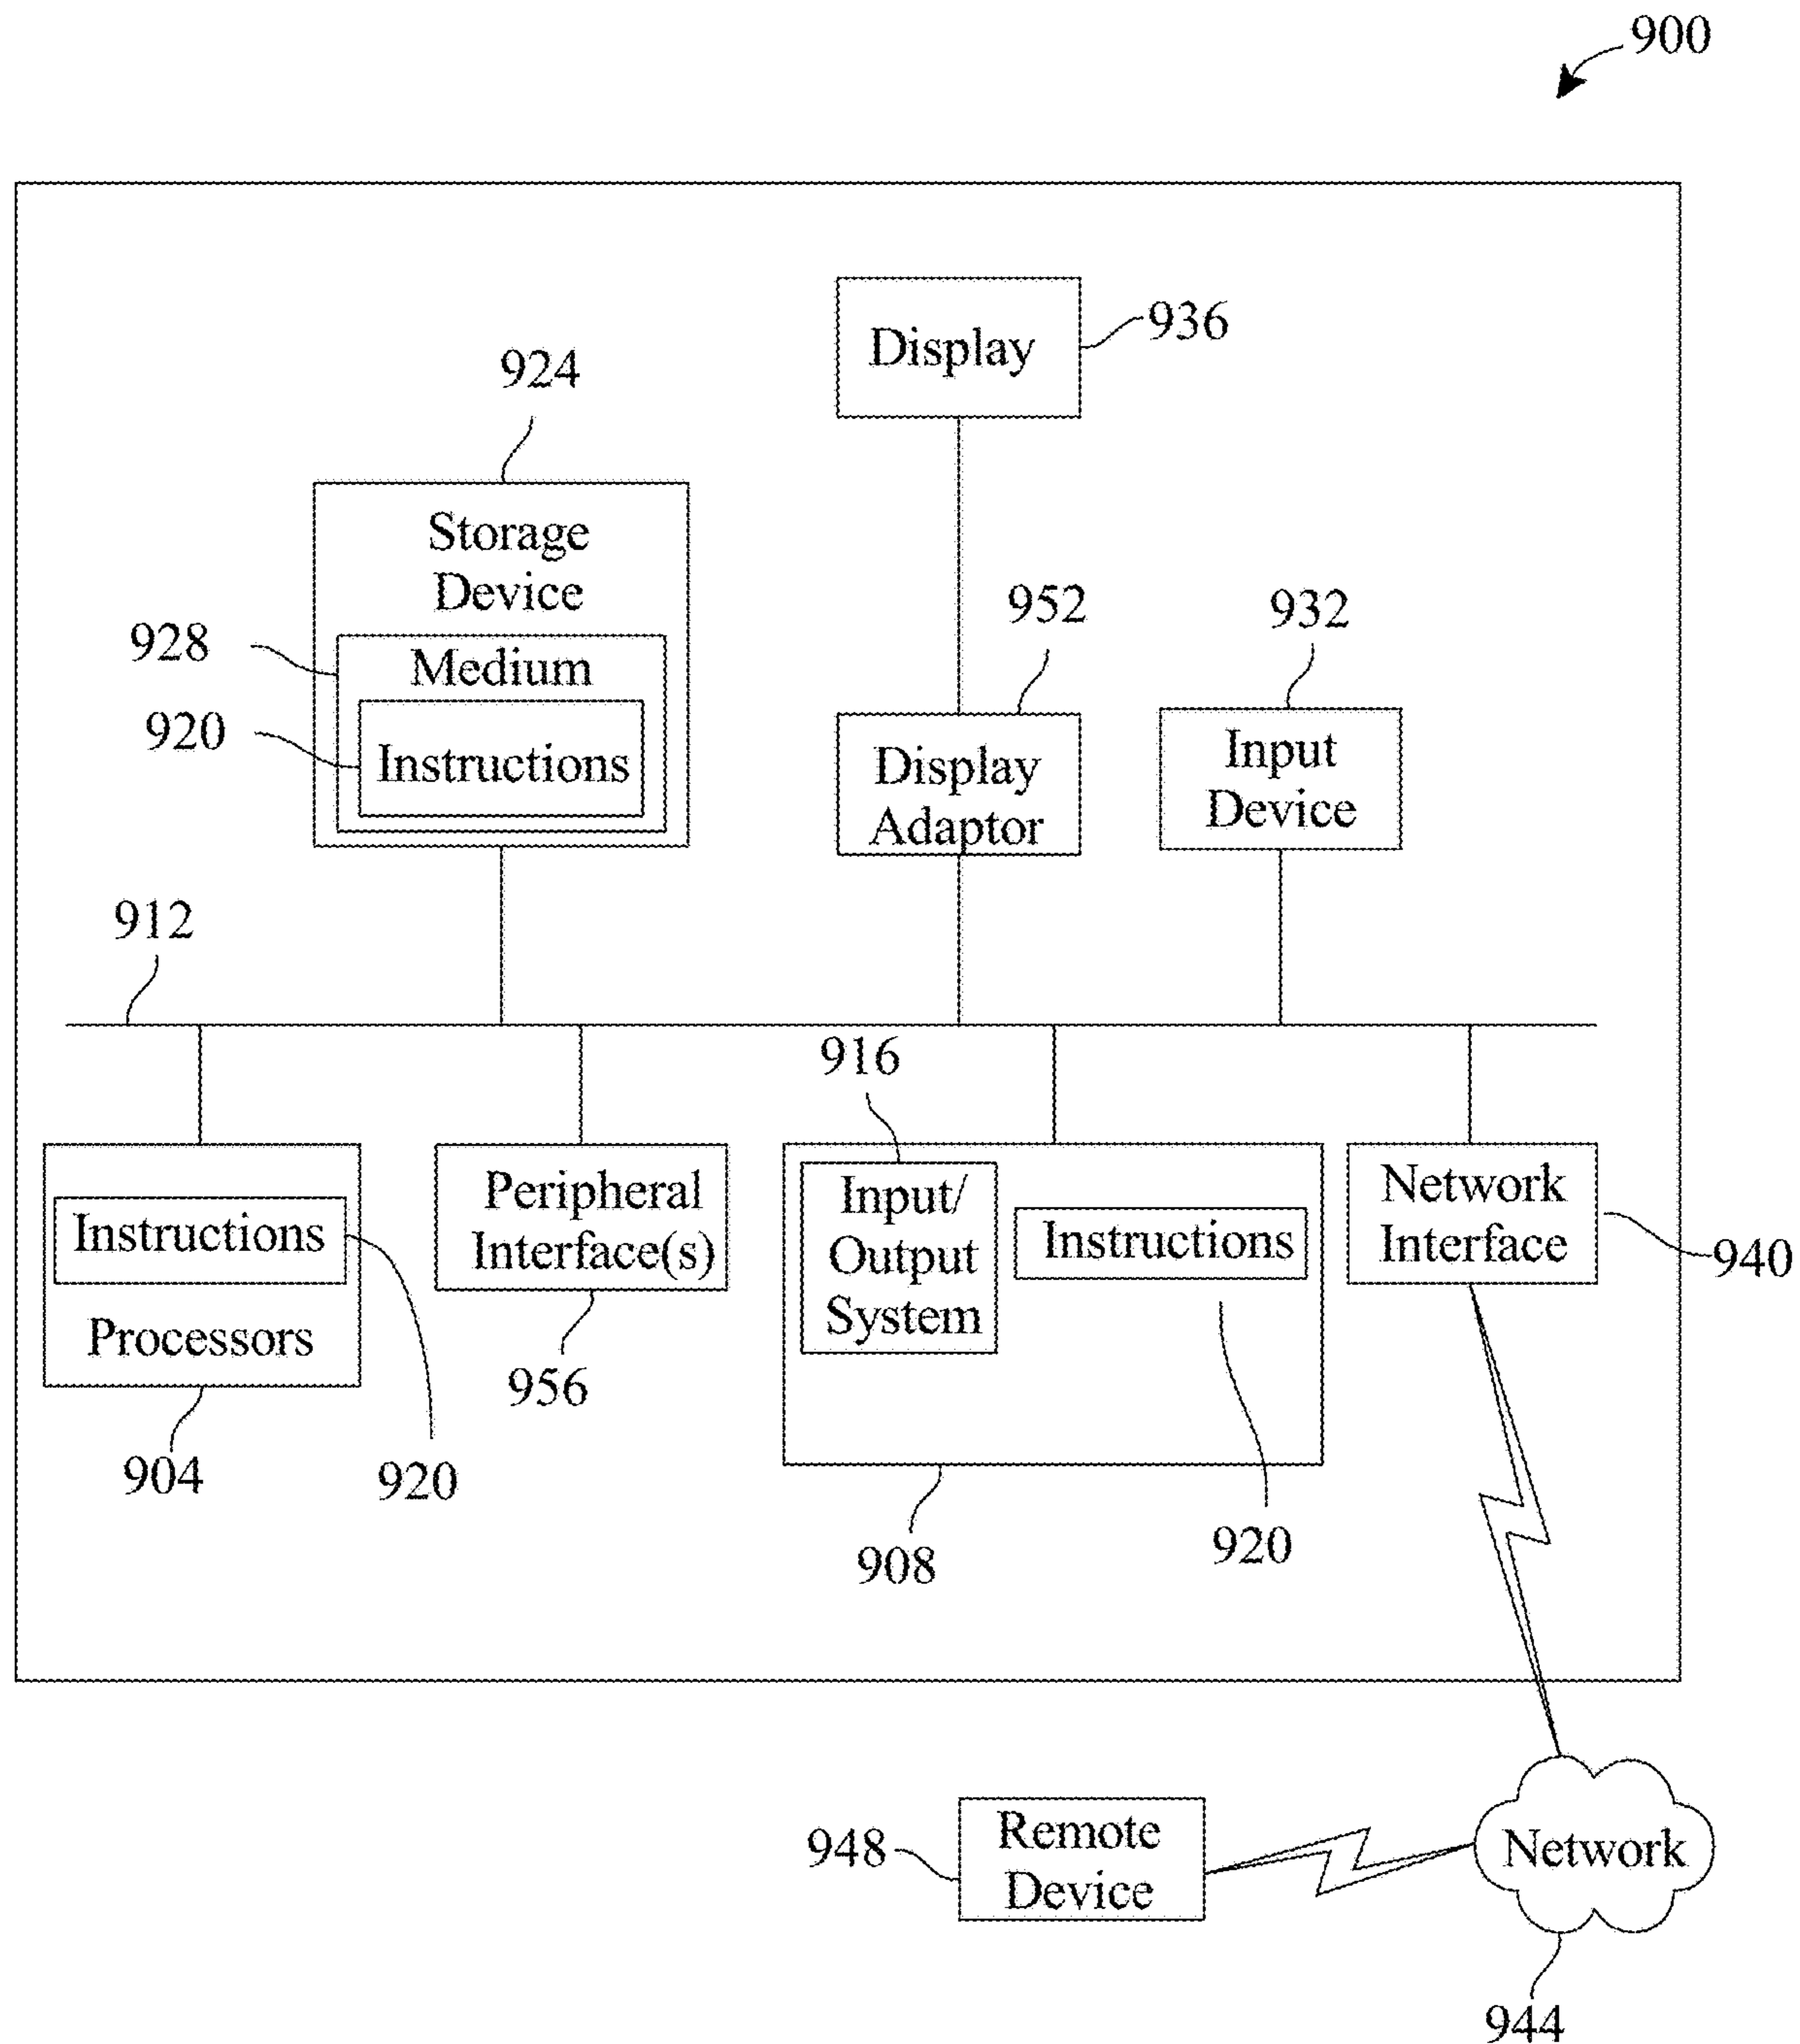 900
Display
936
924
Storage
Device
928
Medium
920
Instructions
952
Display
Adaptor
932
Input
Device
912
916
Instructions
Processors
904
920
Peripheral
Interface(s)
956
Input/
Output
System
Instructions
908
920
Network
Interface
940
948
Remote
Device
Network
944